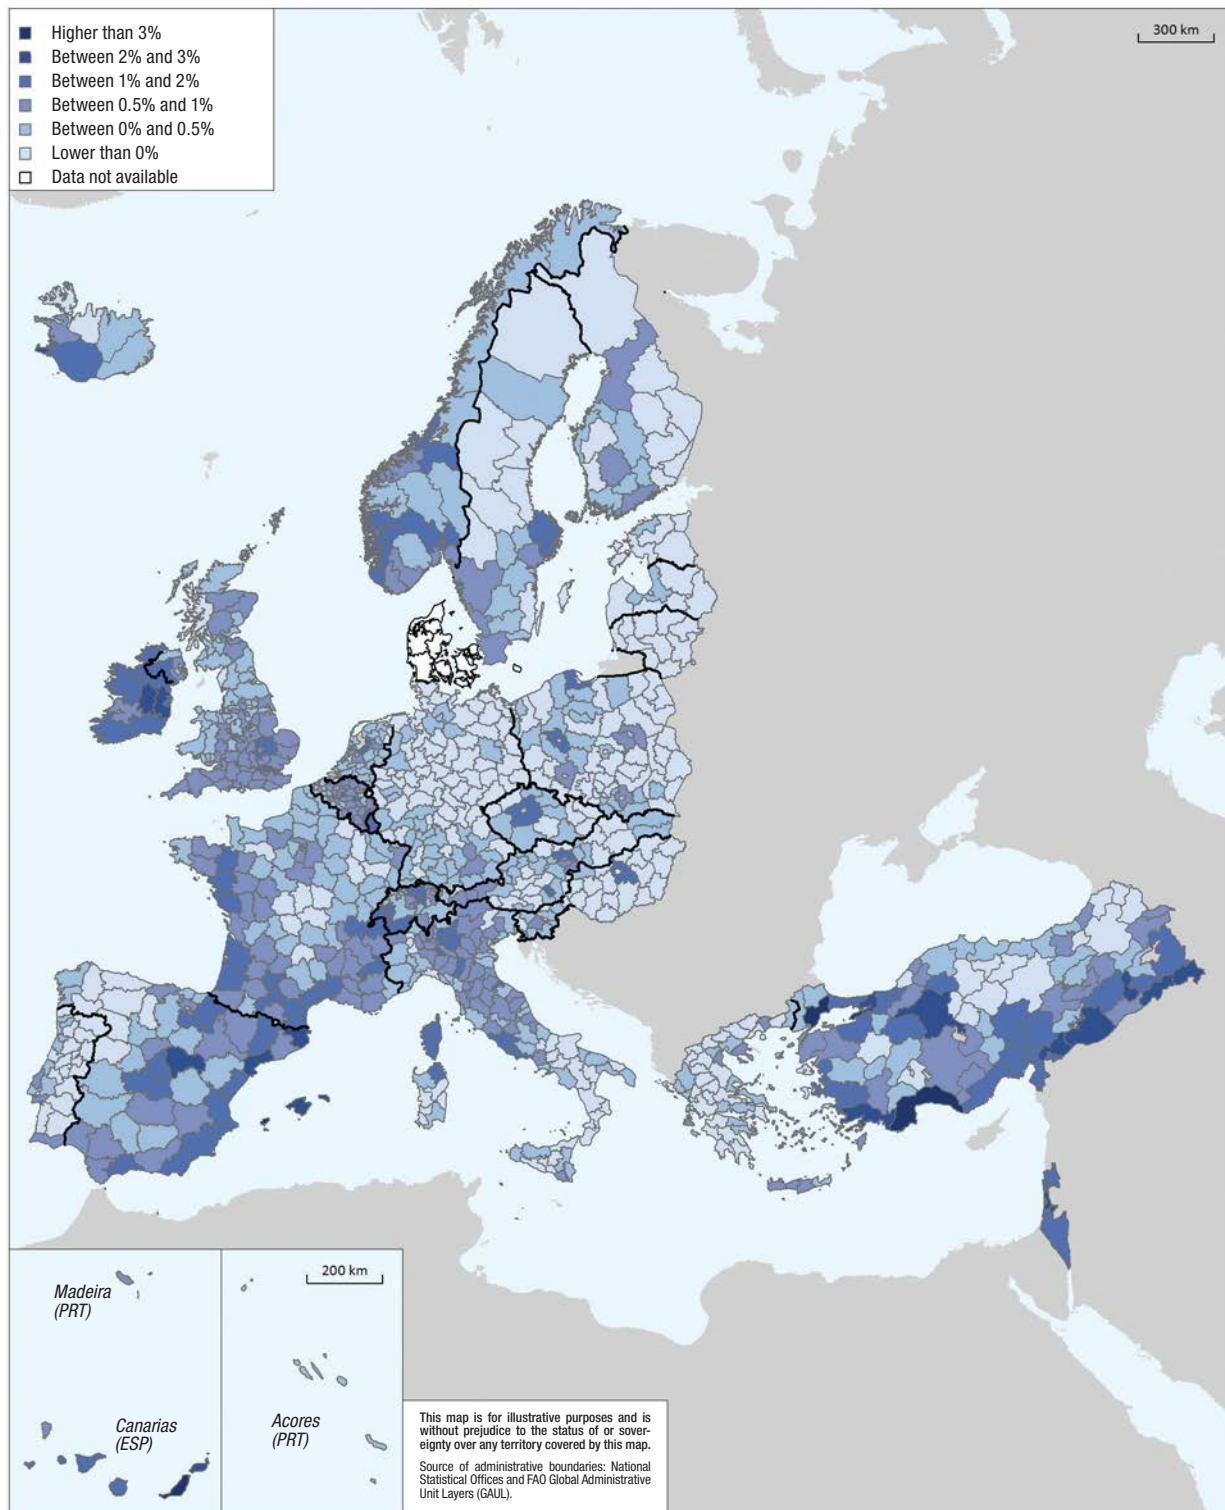 Higher than 3%
Between 2% and 3%
Between 1% and 2%
Between 0.5% and 1%
Between 0% and 0.5%
Lower than 0%
Data not available
300 km
200 km
Madeira
(PRT)
Canarias
(ESP)
Acores
(PRT)
This map is for illustrative purposes and is
without prejudice to the status of or sover-
eignty over any territory covered by this map.
Source of administrative boundaries: National
Statistical Offices and FAO Global Administrative
Unit Layers (GAUL).